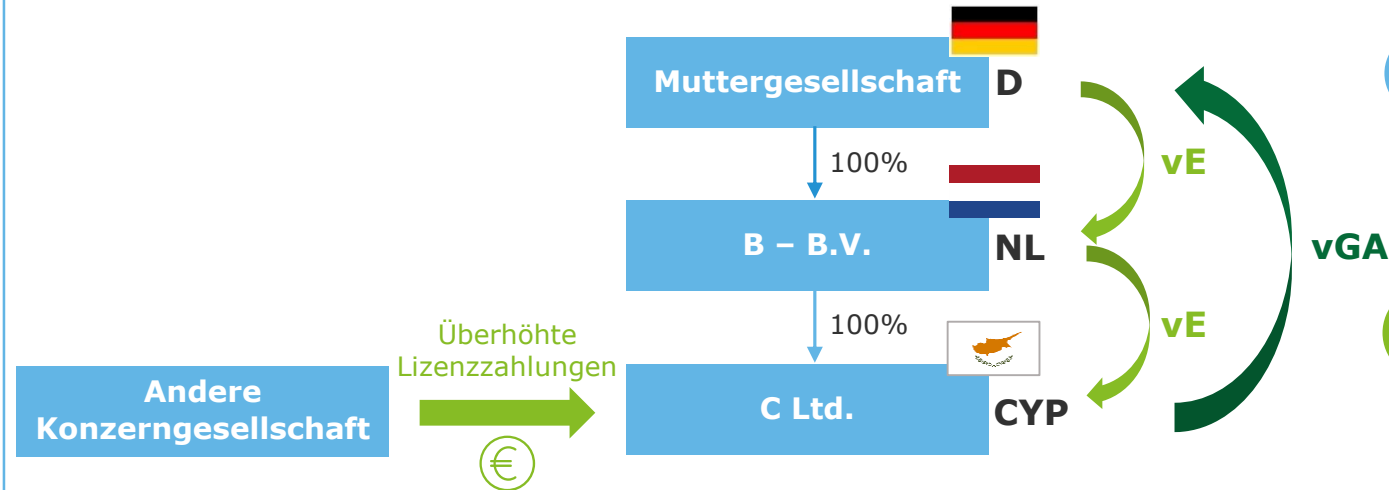 Muttergesellschaft
D
100%
vE
B – B.V.
NL
vGA
100%
vE
Überhöhte
Lizenzzahlungen
Andere
Konzerngesellschaft
€
C Ltd.
CYP